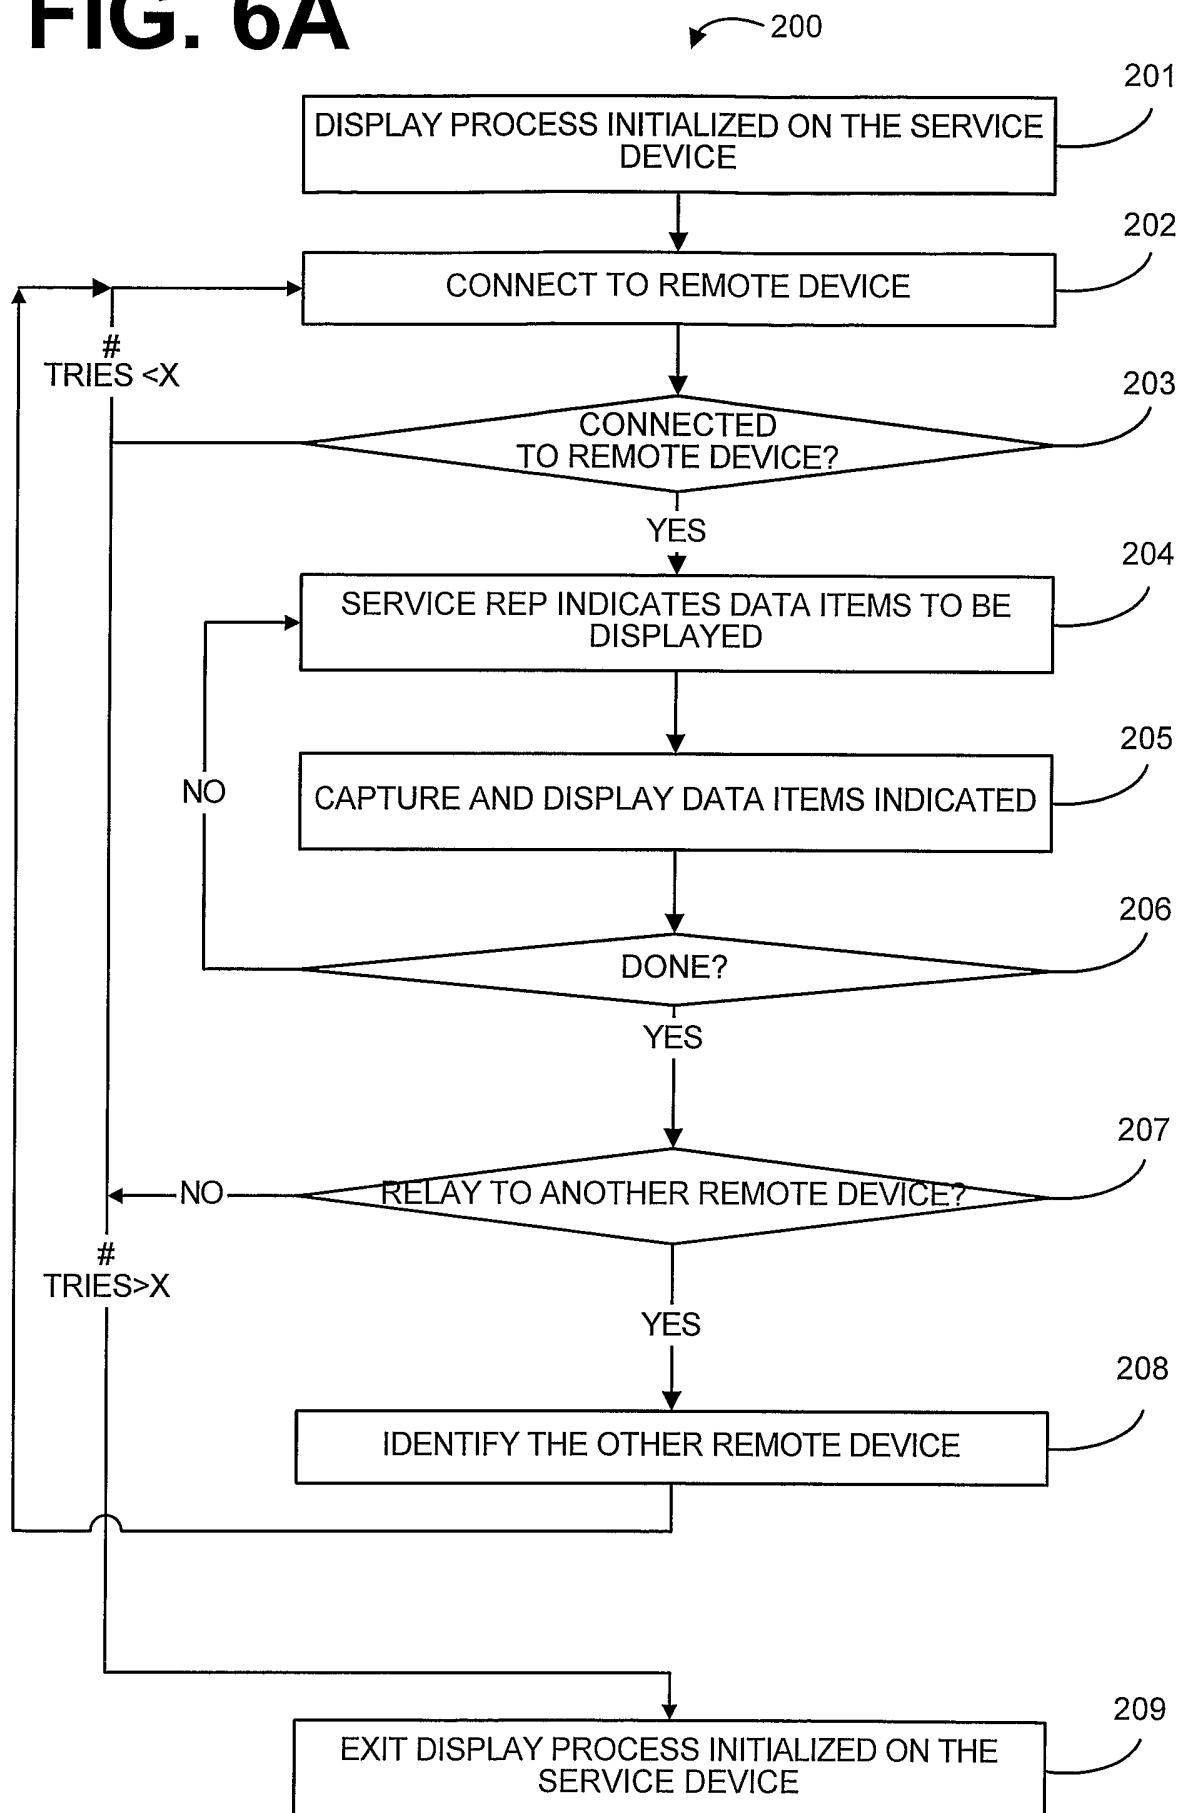 FIG. 6A
200
201
DISPLAY PROCESS INITIALIZED ON THE SERVICE
DEVICE
202
CONNECT TO REMOTE DEVICE
#
TRIES <X
203
CONNECTED
TO REMOTE DEVICE?
YES
204
SERVICE REP INDICATES DATA ITEMS TO BE
DISPLAYED
205
NO
CAPTURE AND DISPLAY DATA ITEMS INDICATED
206
DONE?
YES
207
NO
RELAY TO ANOTHER REMOTE DEVICE?
#
TRIES>X
YES
208
IDENTIFY THE OTHER REMOTE DEVICE
209
EXIT DISPLAY PROCESS INITIALIZED ON THE
SERVICE DEVICE